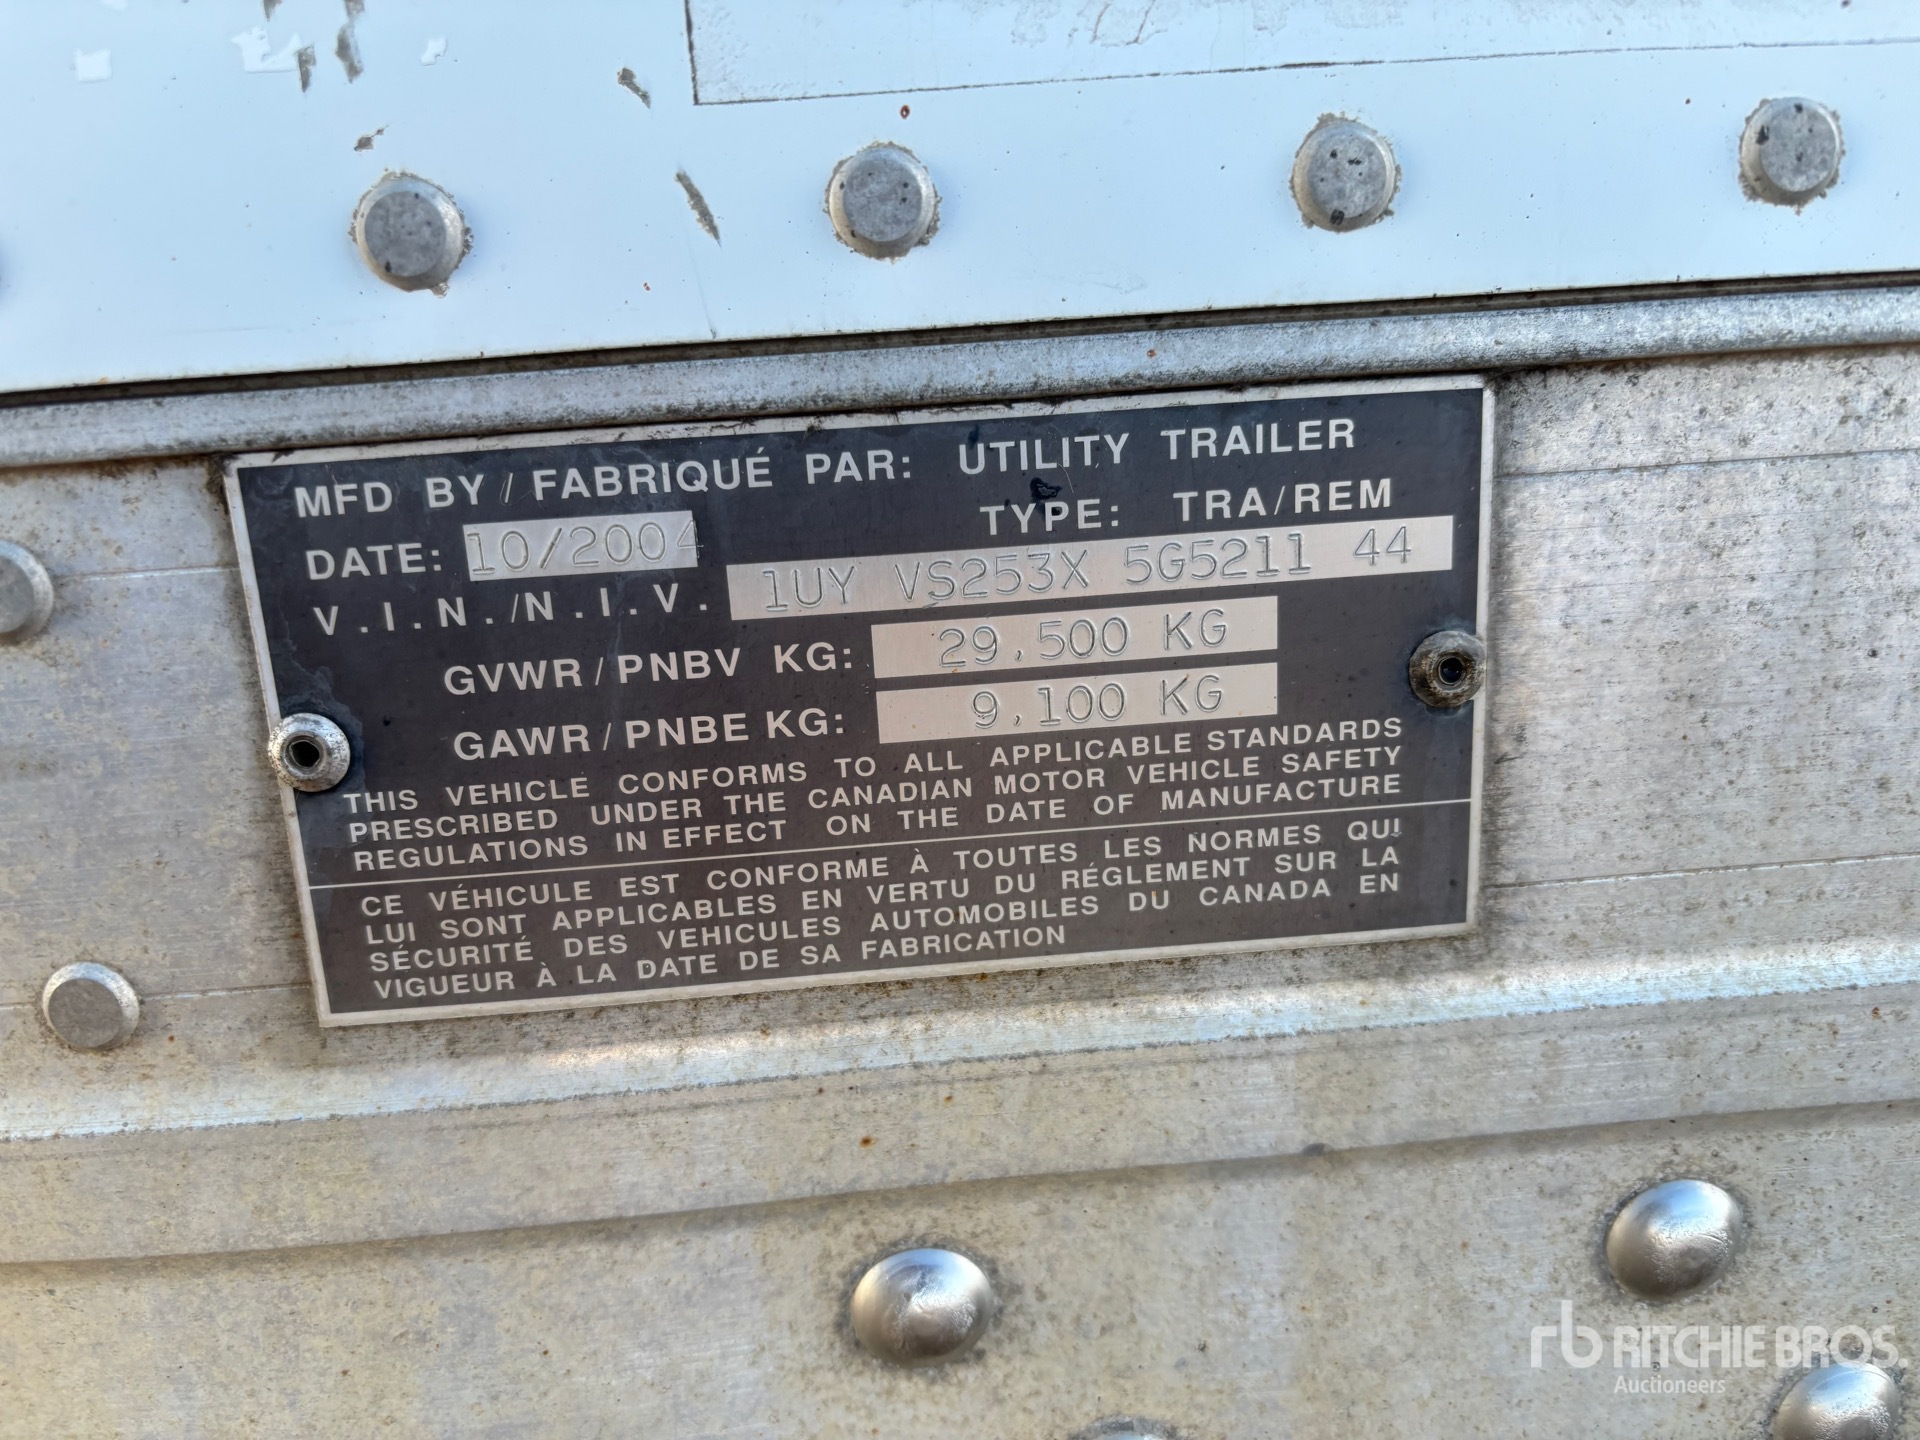 MFD BY / FABRIQUÉ PAR: UTILITY TRAILER
DATE: 10/2004 TYPE: TRA/REM
V.I.N./N.I.V. 1UY VS253X 5G5211 44
GVWR/PNBV KG: 29,500 KG
GAWR/PNBE KG: 9,100 KG
THIS VEHICLE CONFORMS TO ALL APPLICABLE STANDARDS
PRESCRIBED UNDER THE CANADIAN MOTOR VEHICLE SAFETY
REGULATIONS IN EFFECT ON THE DATE OF MANUFACTURE
CE VÉHICULE EST CONFORME À TOUTES LES NORMES QUI
LUI SONT APPLICABLES EN VERTU DU RÉGLEMENT SUR LA
SÉCURITÉ DES VEHICULES AUTOMOBILES DU CANADA EN
VIGUEUR À LA DATE DE SA FABRICATION
rb RITCHIE BROS.
Auctioneers